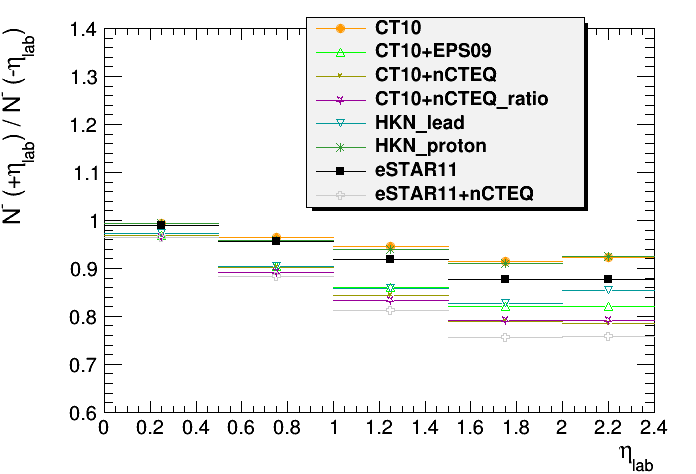 N⁻ (+η_lab) / N⁻ (-η_lab)
1.4
1.3
1.2
1.1
1
0.9
0.8
0.7
0.6
CT10
CT10+EPS09
CT10+nCTEQ
CT10+nCTEQ_ratio
HKN_lead
HKN_proton
eSTAR11
eSTAR11+nCTEQ
0 0.2 0.4 0.6 0.8 1 1.2 1.4 1.6 1.8 2 2.2 2.4
η_lab